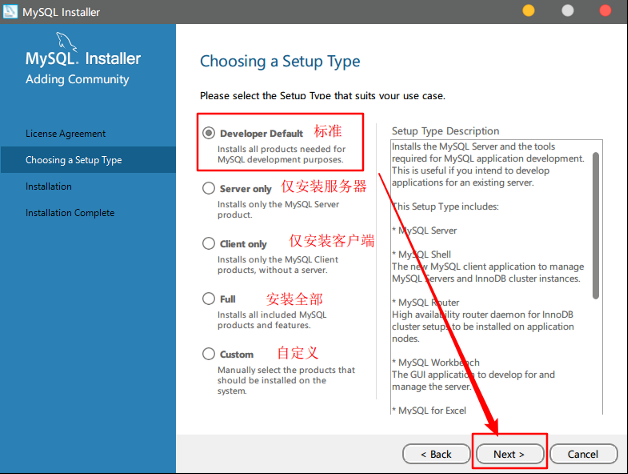 MySQL Installer
MySQL. Installer
Adding Community
License Agreement
Choosing a Setup Type
Installation
Installation Complete
Choosing a Setup Type
Please select the Setup Type that suits your use case.
Developer Default 标准
Installs all products needed for
MySQL development purposes.
Server only 仅安装服务器
Installs only the MySQL Server
product.
Client only 仅安装客户端
Installs only the MySQL Client
products, without a server.
Full 安装全部
Installs all included MySQL
products and features.
Custom 自定义
Manually select the products that
should be installed on the
system.
Setup Type Description
Installs the MySQL Server and the tools
required for MySQL application development.
This is useful if you intend to develop
applications for an existing server.
This Setup Type includes:
* MySQL Server
* MySQL Shell
The new MySQL client application to manage
MySQL Servers and InnoDB cluster instances.
* MySQL Router
High availability router daemon for InnoDB
cluster setups to be installed on application
nodes.
* MySQL Workbench
The GUI application to develop for and
manage the server.
* MySQL for Excel
< Back
Next >
Cancel